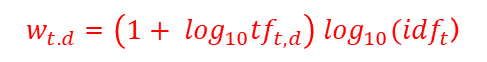 w_{t.d} = (1 + log_{10}tf_{t,d}) log_{10}(idf_t)